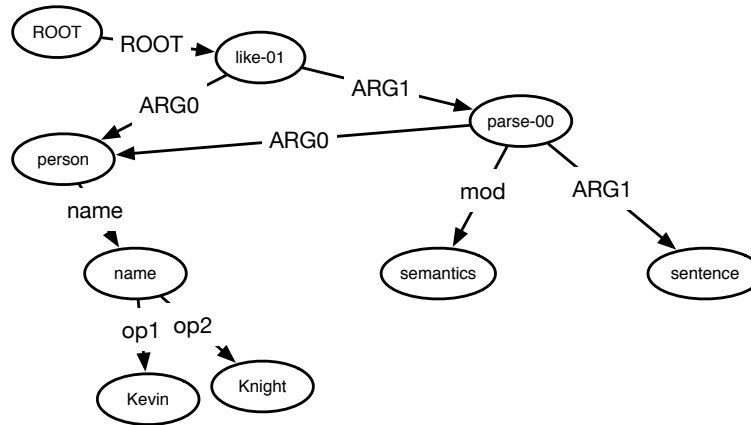 ROOT
ROOT
like-01
ARG0
ARG1
parse-00
ARG0
person
name
mod
ARG1
name
semantics
sentence
op1
op2
Kevin
Knight